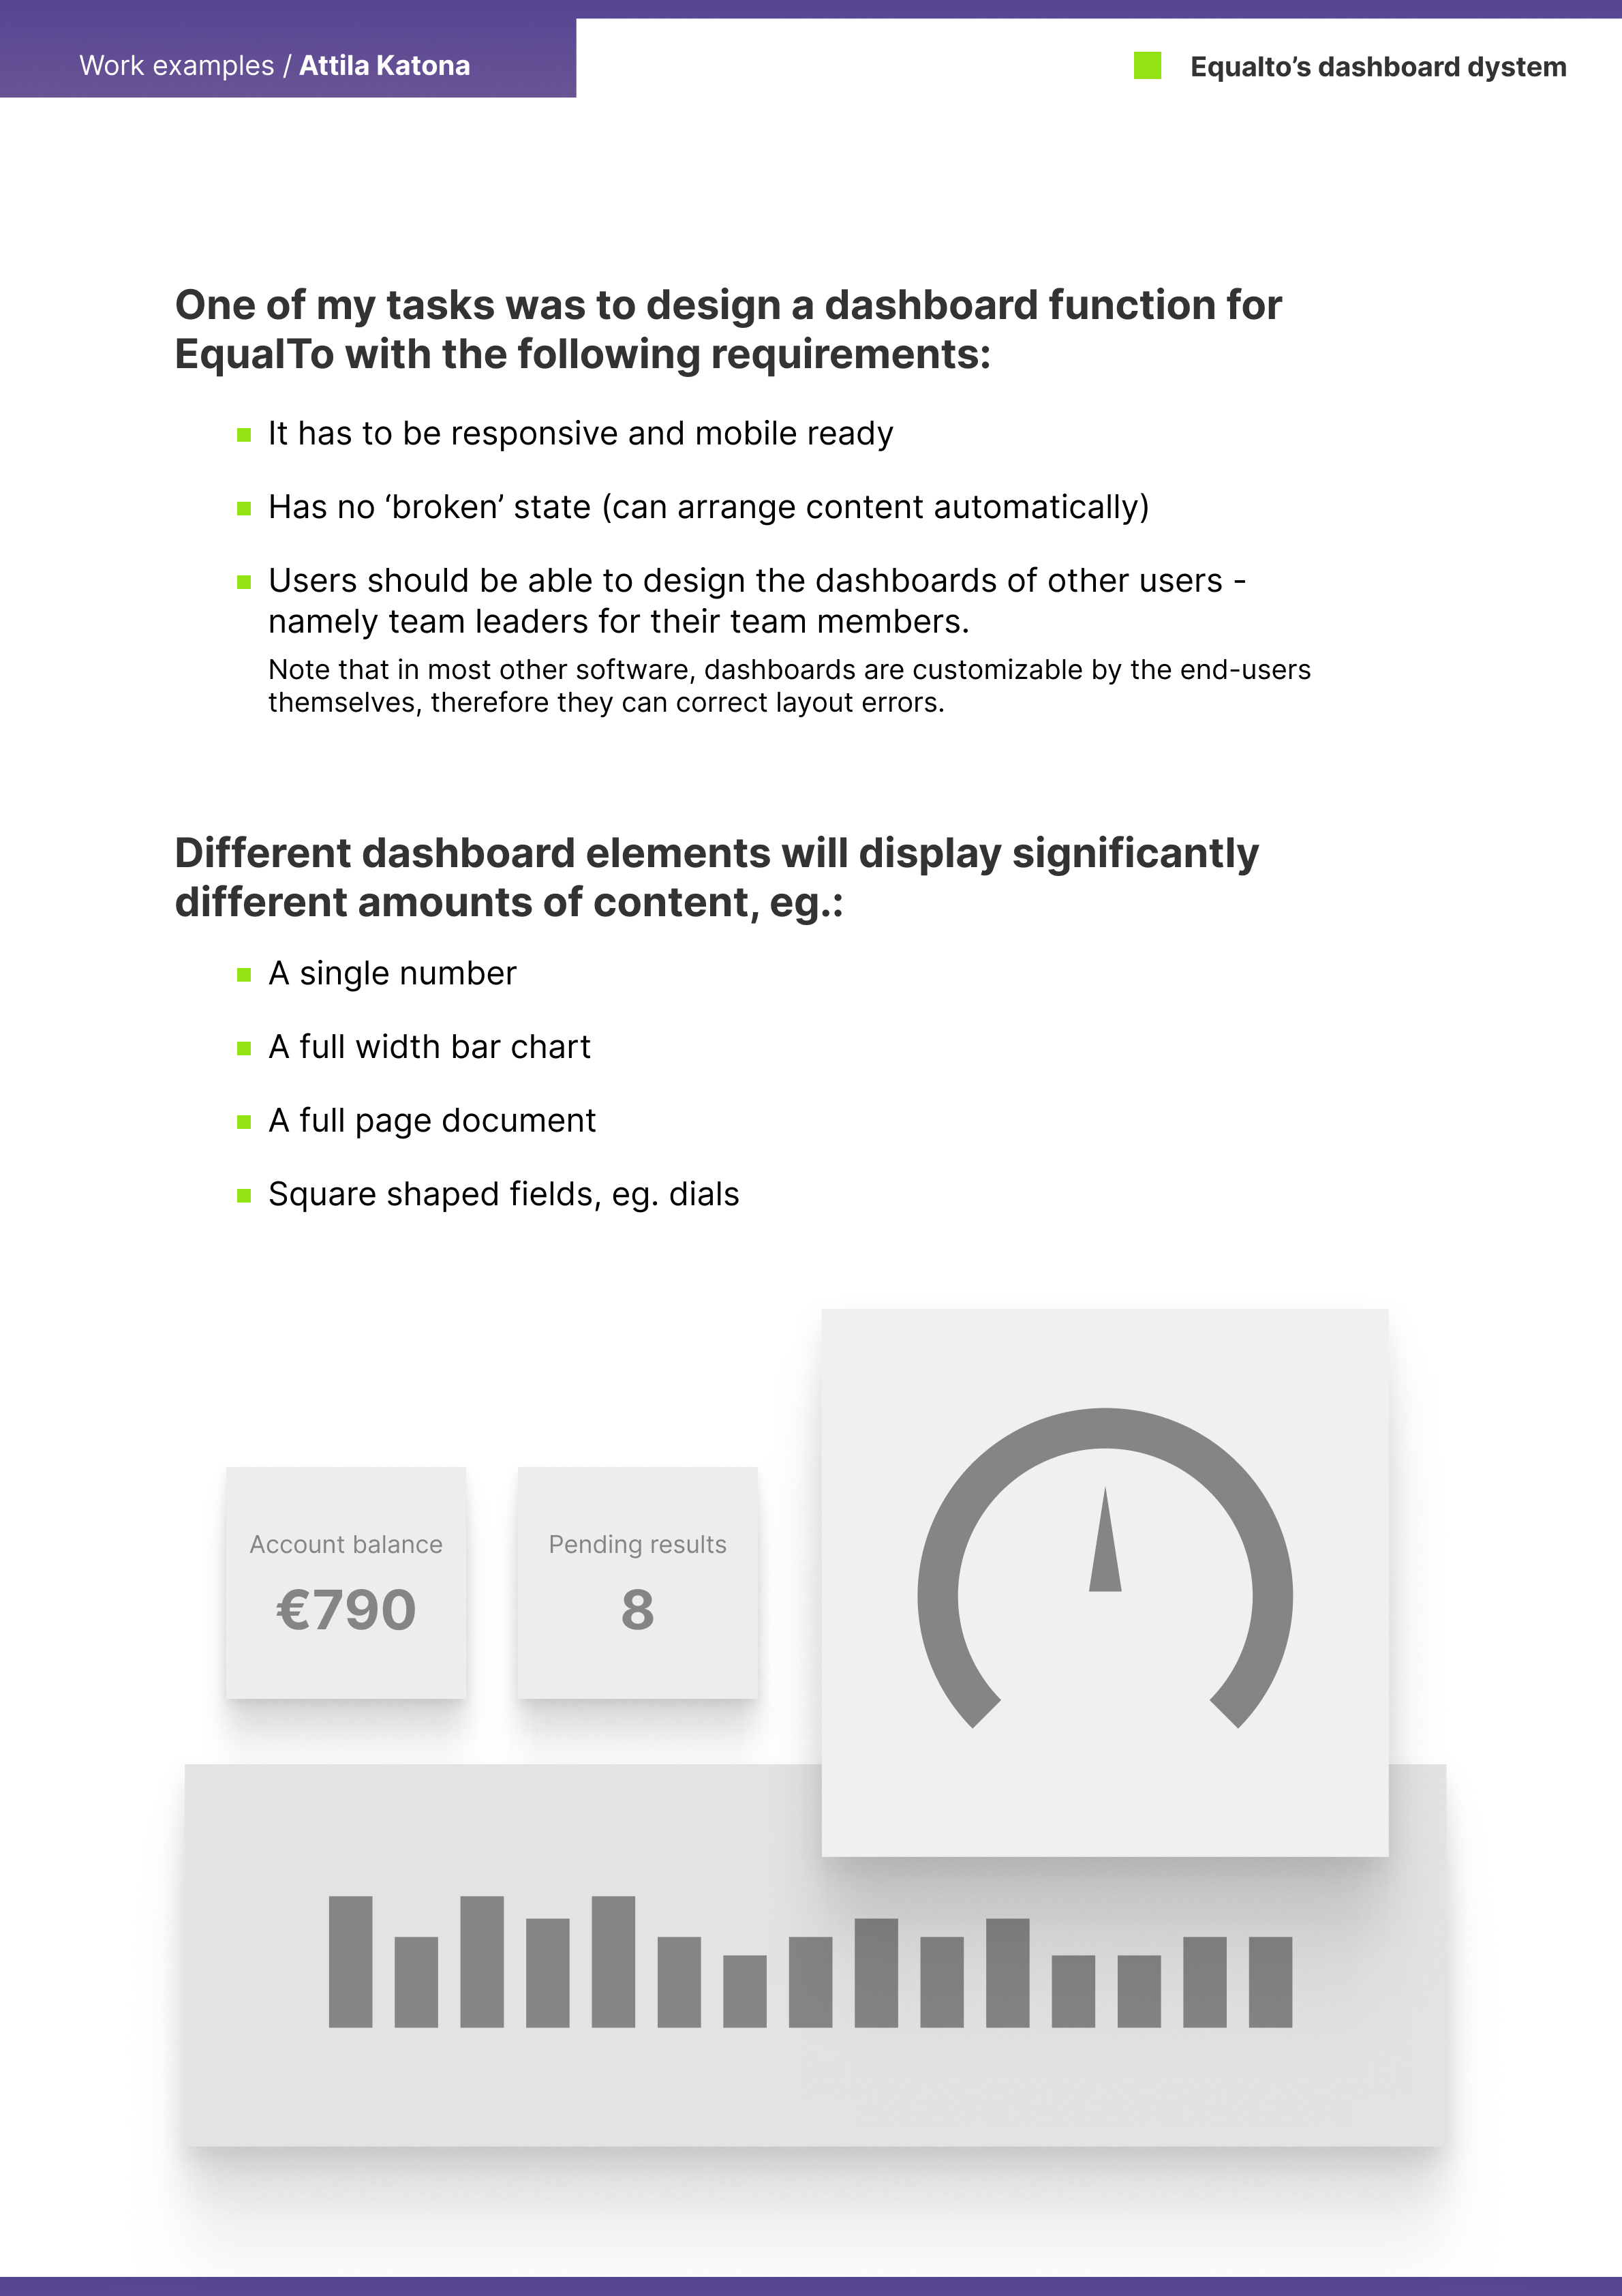 Work examples / Attila Katona
Equalto’s dashboard dystem
One of my tasks was to design a dashboard function for
EqualTo with the following requirements:
It has to be responsive and mobile ready
Has no ‘broken’ state (can arrange content automatically)
Users should be able to design the dashboards of other users -
namely team leaders for their team members.
Note that in most other software, dashboards are customizable by the end-users
themselves, therefore they can correct layout errors.
Different dashboard elements will display significantly
different amounts of content, eg.:
A single number
A full width bar chart
A full page document
Square shaped fields, eg. dials
Account balance
€790
Pending results
8